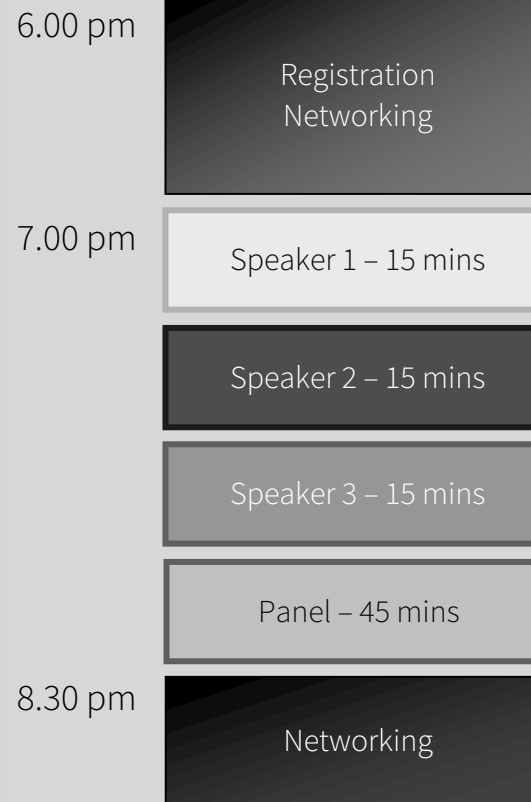 6.00 pm
Registration
Networking
7.00 pm
Speaker 1 – 15 mins
Speaker 2 – 15 mins
Speaker 3 – 15 mins
Panel – 45 mins
8.30 pm
Networking